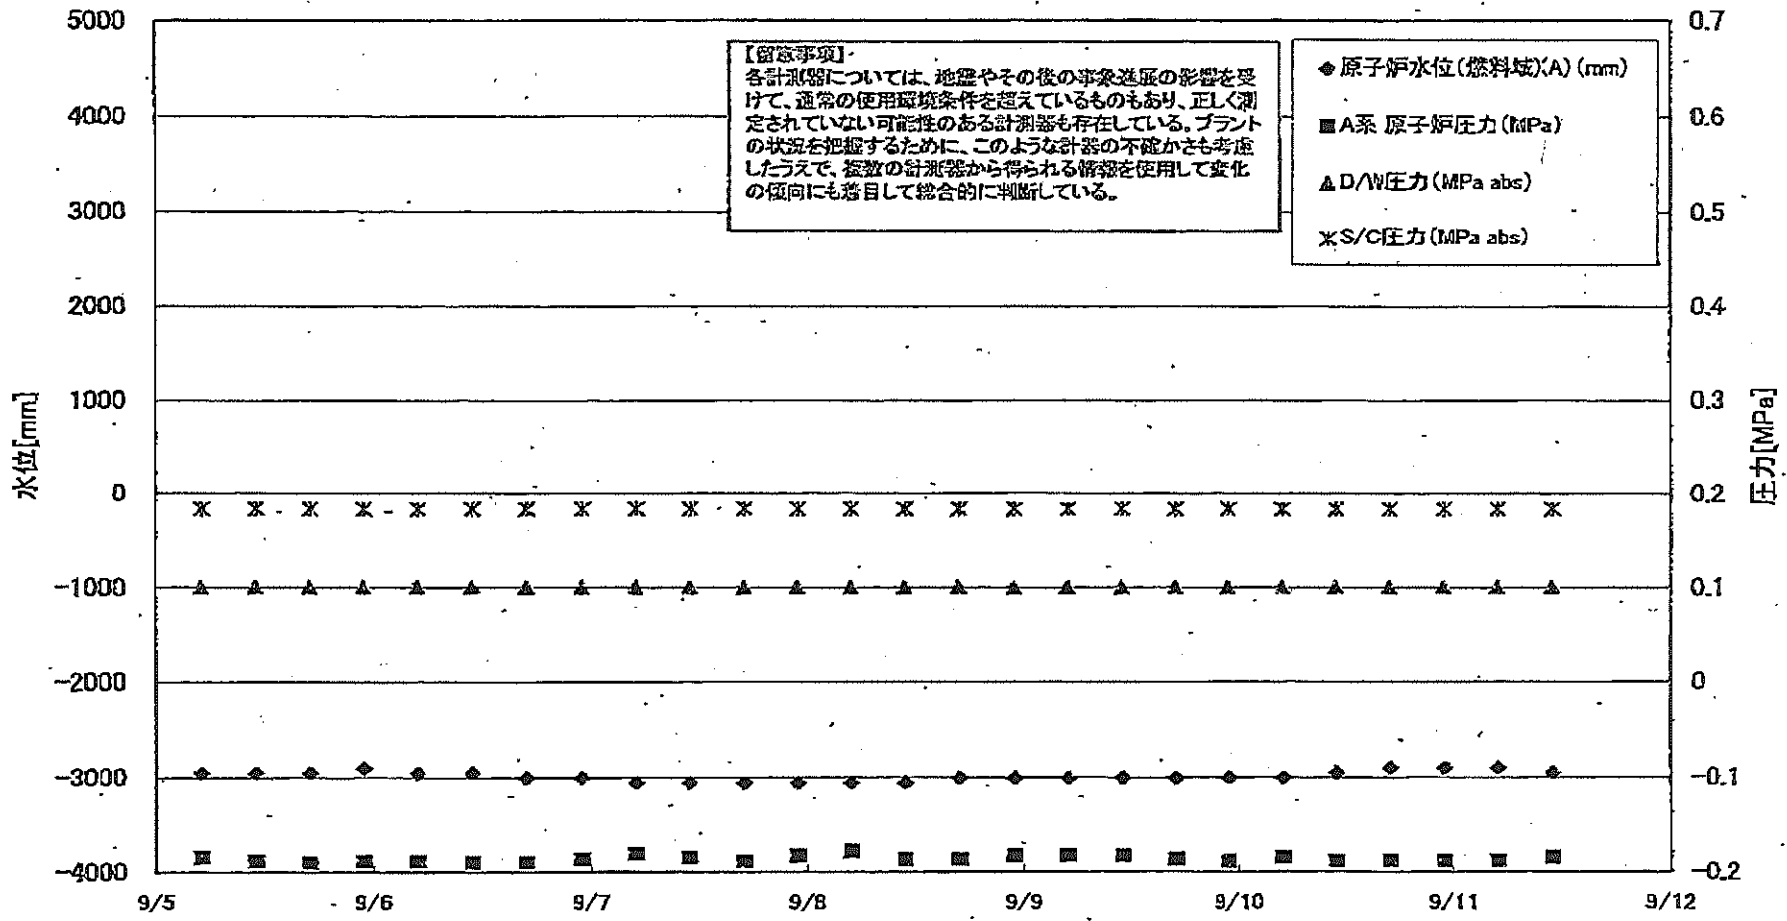 5000
4000
3000
2000
1000
0
-1000
-2000
-3000
-4000
水位[mm]
【留意事項】
各計測器については、地震やその後の事象進展の影響を受
けて、通常の使用環境条件を超えているものもあり、正しく測
定されていない可能性のある計測器も存在している。プラント
の状況を把握するために、このような計器の不確かさも考慮
したうえで、複数の計測器から得られる情報を使用して変化
の傾向にも着目して総合的に判断している。
原子炉水位(燃料域)(A) (mm)
A系 原子炉圧力(MPa)
D/W圧力(MPa abs)
S/C圧力(MPa abs)
0.7
0.6
0.5
0.4
0.3
0.2
0.1
0
-0.1
-0.2
圧力[MPa]
9/5 9/6 9/7 9/8 9/9 9/10 9/11 9/12